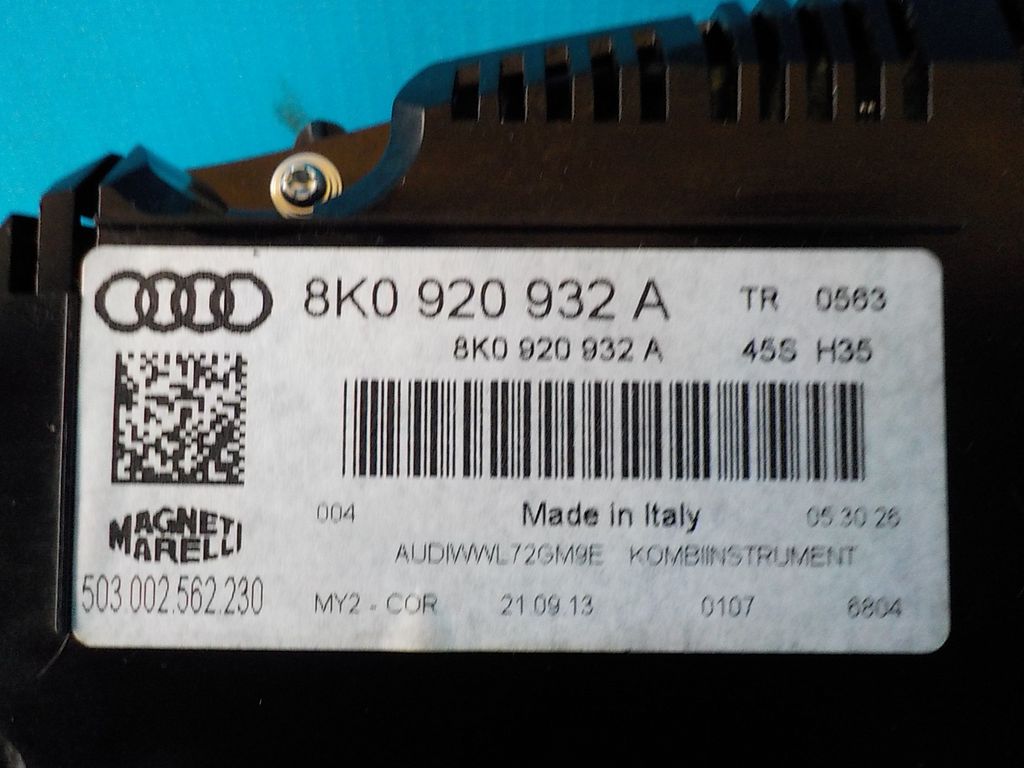 8K0 920 932 A TR 0563
8K0 920 932 A 45S H35
004 Made in Italy 05:30:26
MAGNETI
MARELLI
AUDIWWL72GM9E KOMBIINSTRUMENT
503.002.562.230
MY2 - COR 21.09.13 0107 6804